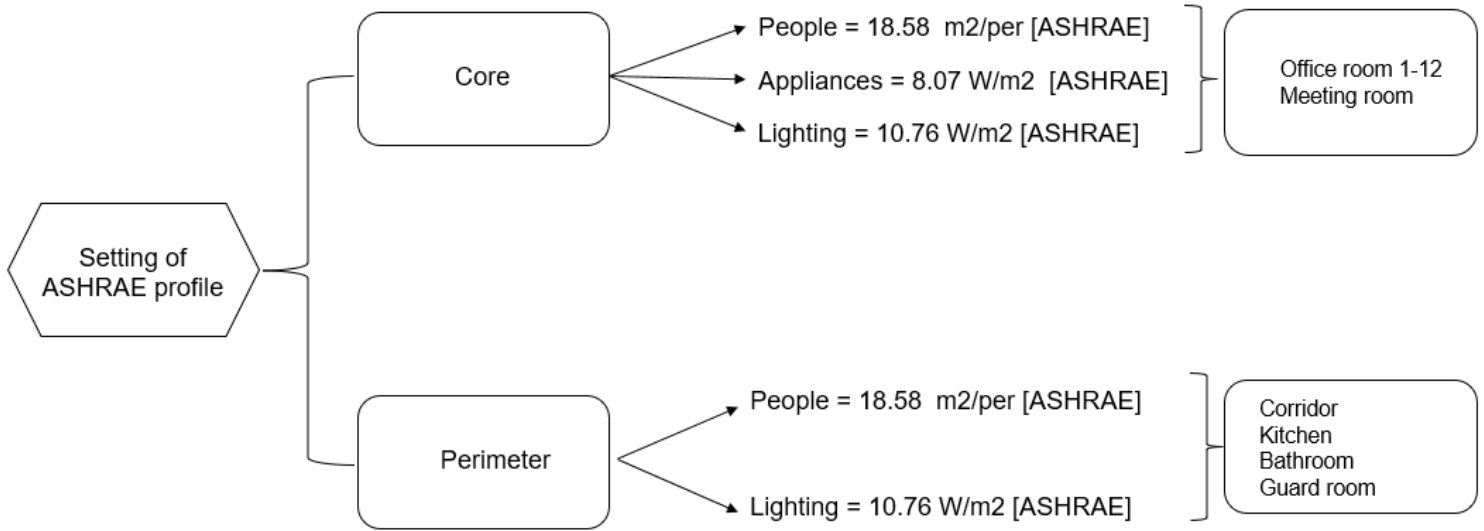 People = 18.58  m2/per [ASHRAE]
Core
Appliances = 8.07 W/m2  [ASHRAE]
Lighting = 10.76 W/m2 [ASHRAE]
Office room 1-12
Meeting room
Setting of
ASHRAE profile
People = 18.58  m2/per [ASHRAE]
Perimeter
Lighting = 10.76 W/m2 [ASHRAE]
Corridor
Kitchen
Bathroom
Guard room